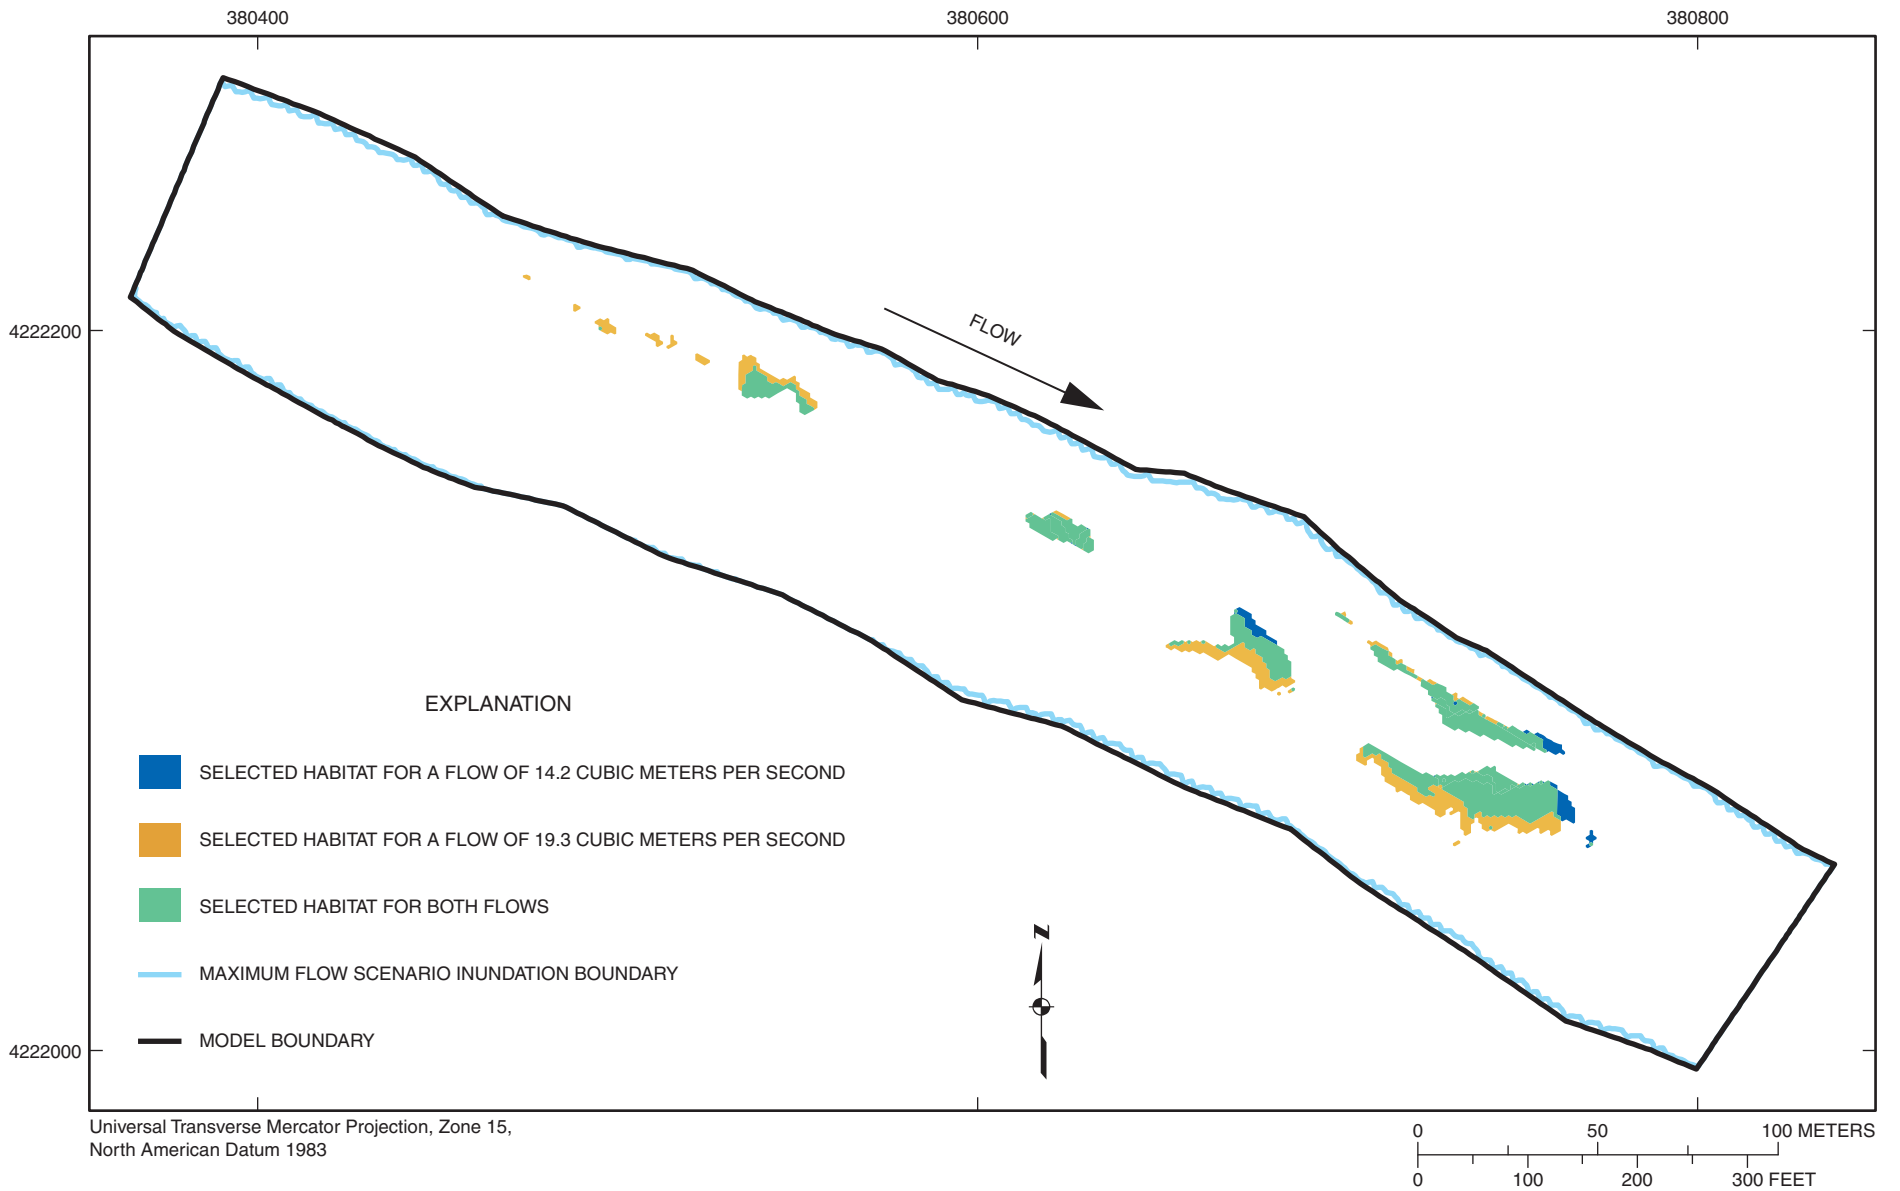 380400
380600
380800
FLOW
4222200
EXPLANATION
SELECTED HABITAT FOR A FLOW OF 14.2 CUBIC METERS PER SECOND
SELECTED HABITAT FOR A FLOW OF 19.3 CUBIC METERS PER SECOND
SELECTED HABITAT FOR BOTH FLOWS
MAXIMUM FLOW SCENARIO INUNDATION BOUNDARY
MODEL BOUNDARY
N
4222000
Universal Transverse Mercator Projection, Zone 15,
North American Datum 1983
0 50 100 METERS
0 100 200 300 FEET